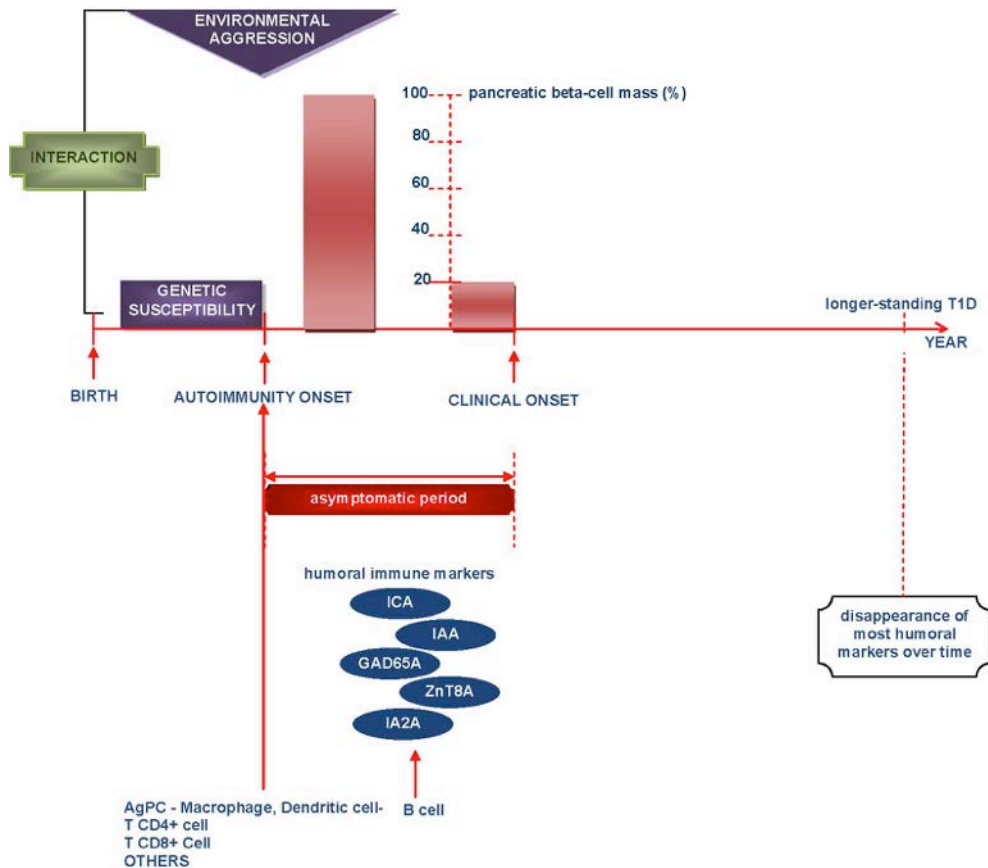 ENVIRONMENTAL
AGGRESSION
100
pancreatic beta-cell mass (%)
80
INTERACTION
60
40
20
GENETIC
SUSCEPTIBILITY
longer-standing T1D
YEAR
BIRTH
AUTOIMMUNITY ONSET
CLINICAL ONSET
asymptomatic period
humoral immune markers
ICA
IAA
GAD65A
ZnT8A
IA2A
disappearance of
most humoral
markers over time
AgPC - Macrophage, Dendritic cell-
T CD4+ cell
T CD8+ Cell
OTHERS
B cell